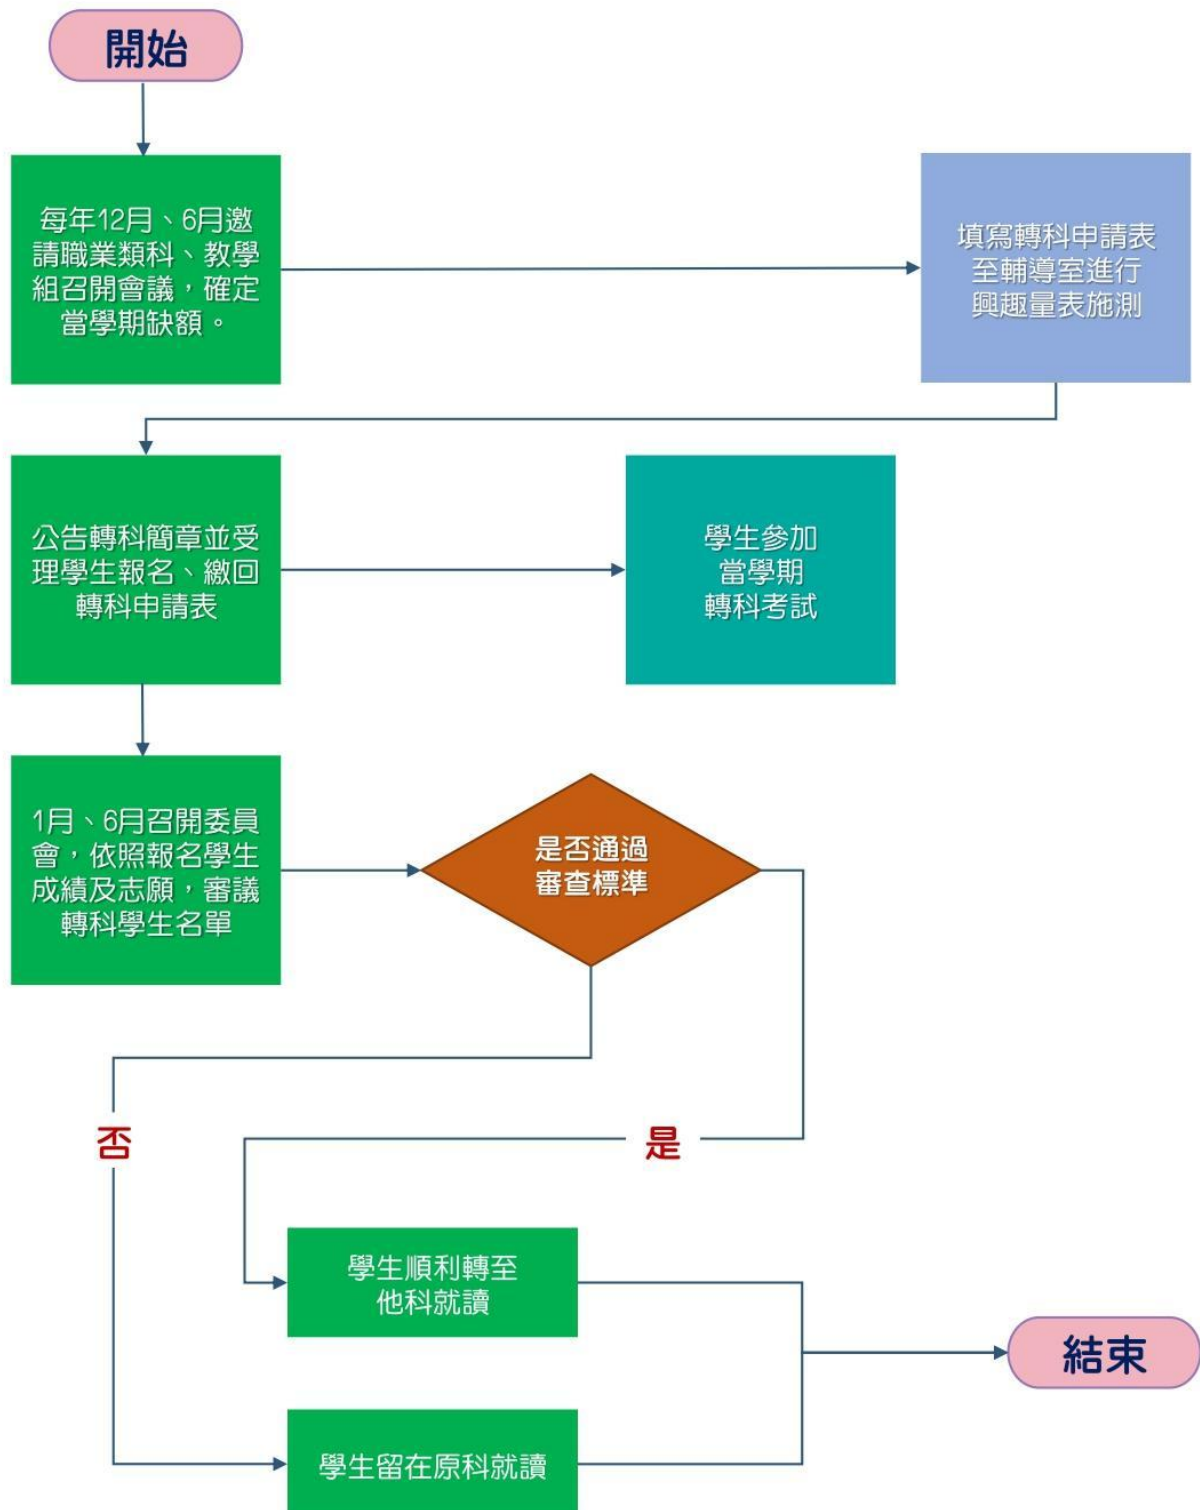 開始
每年12月、6月邀
請職業類科、教學
組召開會議，確定
當學期缺額。
填寫轉科申請表
至輔導室進行
興趣量表施測
公告轉科簡章並受
理學生報名、繳回
轉科申請表
學生參加
當學期
轉科考試
1月、6月召開委員
會，依照報名學生
成績及志願，審議
轉科學生名單
是否通過
審查標準
否
是
學生順利轉至
他科就讀
學生留在原科就讀
結束